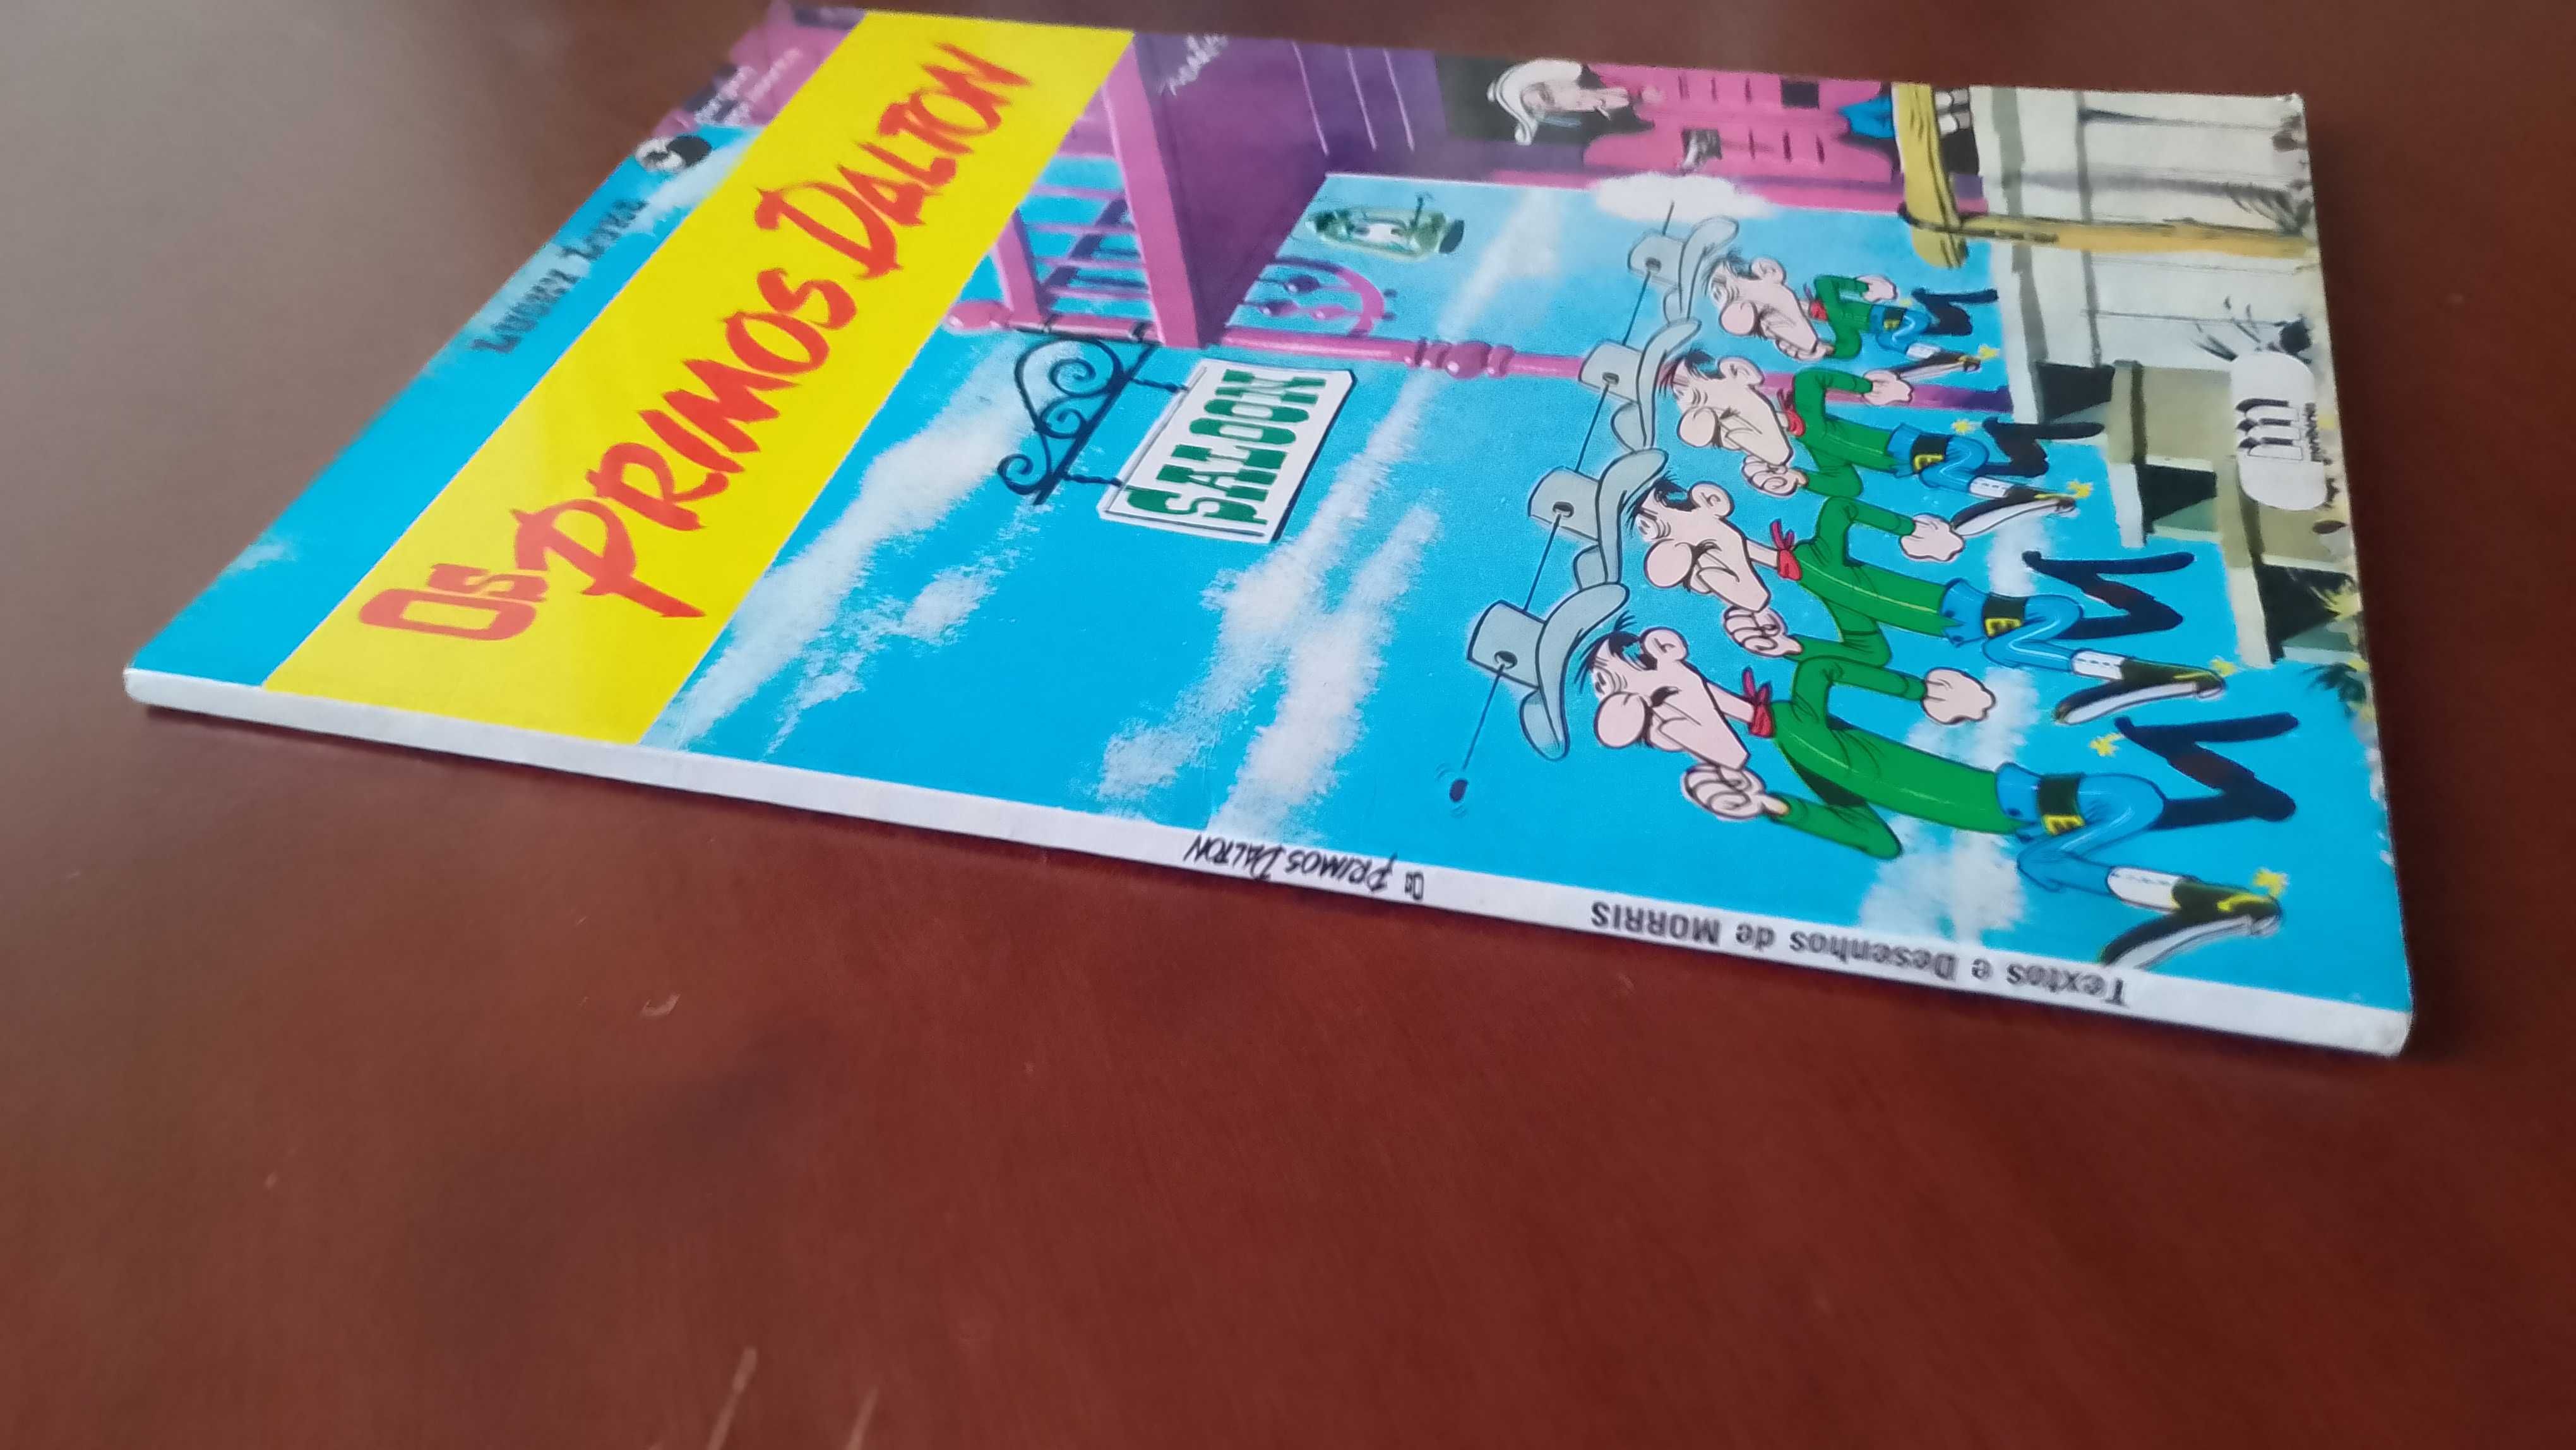 LUCKY LUKE
OS PRIMOS DALTON
SALOON
m
Textos e Desenhos de MORRIS
OS PRIMOS DALTON